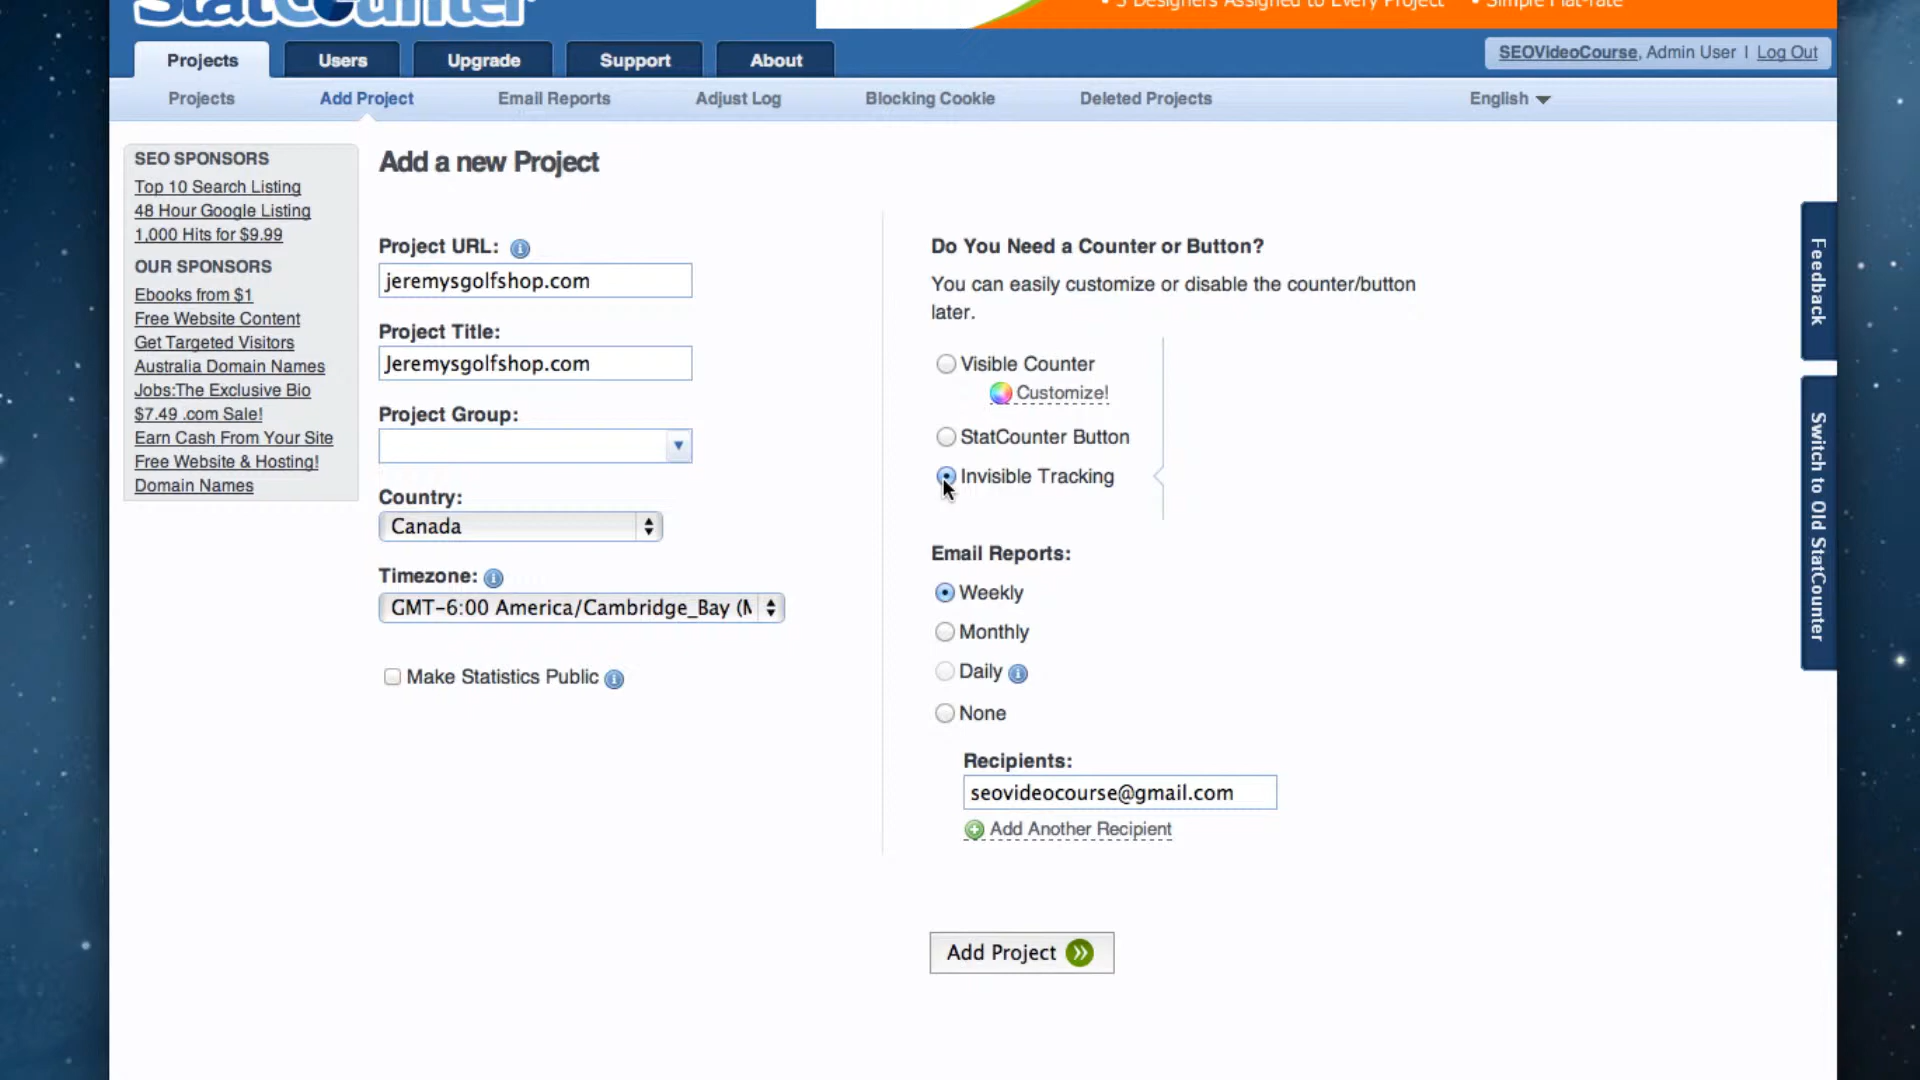 StatCounter
• 3 Designers Assigned to Every Project • Simple Flat-rate
Projects Users Upgrade Support About
SEOVideoCourse, Admin User | Log Out
Projects Add Project Email Reports Adjust Log Blocking Cookie Deleted Projects English
SEO SPONSORS
Top 10 Search Listing
48 Hour Google Listing
1,000 Hits for $9.99
OUR SPONSORS
Ebooks from $1
Free Website Content
Get Targeted Visitors
Australia Domain Names
Jobs:The Exclusive Bio
$7.49 .com Sale!
Earn Cash From Your Site
Free Website & Hosting!
Domain Names
Add a new Project
Project URL:
jeremysgolfshop.com
Project Title:
Jeremysgolfshop.com
Project Group:
Country:
Canada
Timezone:
GMT-6:00 America/Cambridge_Bay (M
Make Statistics Public
Do You Need a Counter or Button?
You can easily customize or disable the counter/button
later.
Visible Counter
Customize!
StatCounter Button
Invisible Tracking
Email Reports:
Weekly
Monthly
Daily
None
Recipients:
seovideocourse@gmail.com
Add Another Recipient
Add Project
Feedback
Switch to Old StatCounter